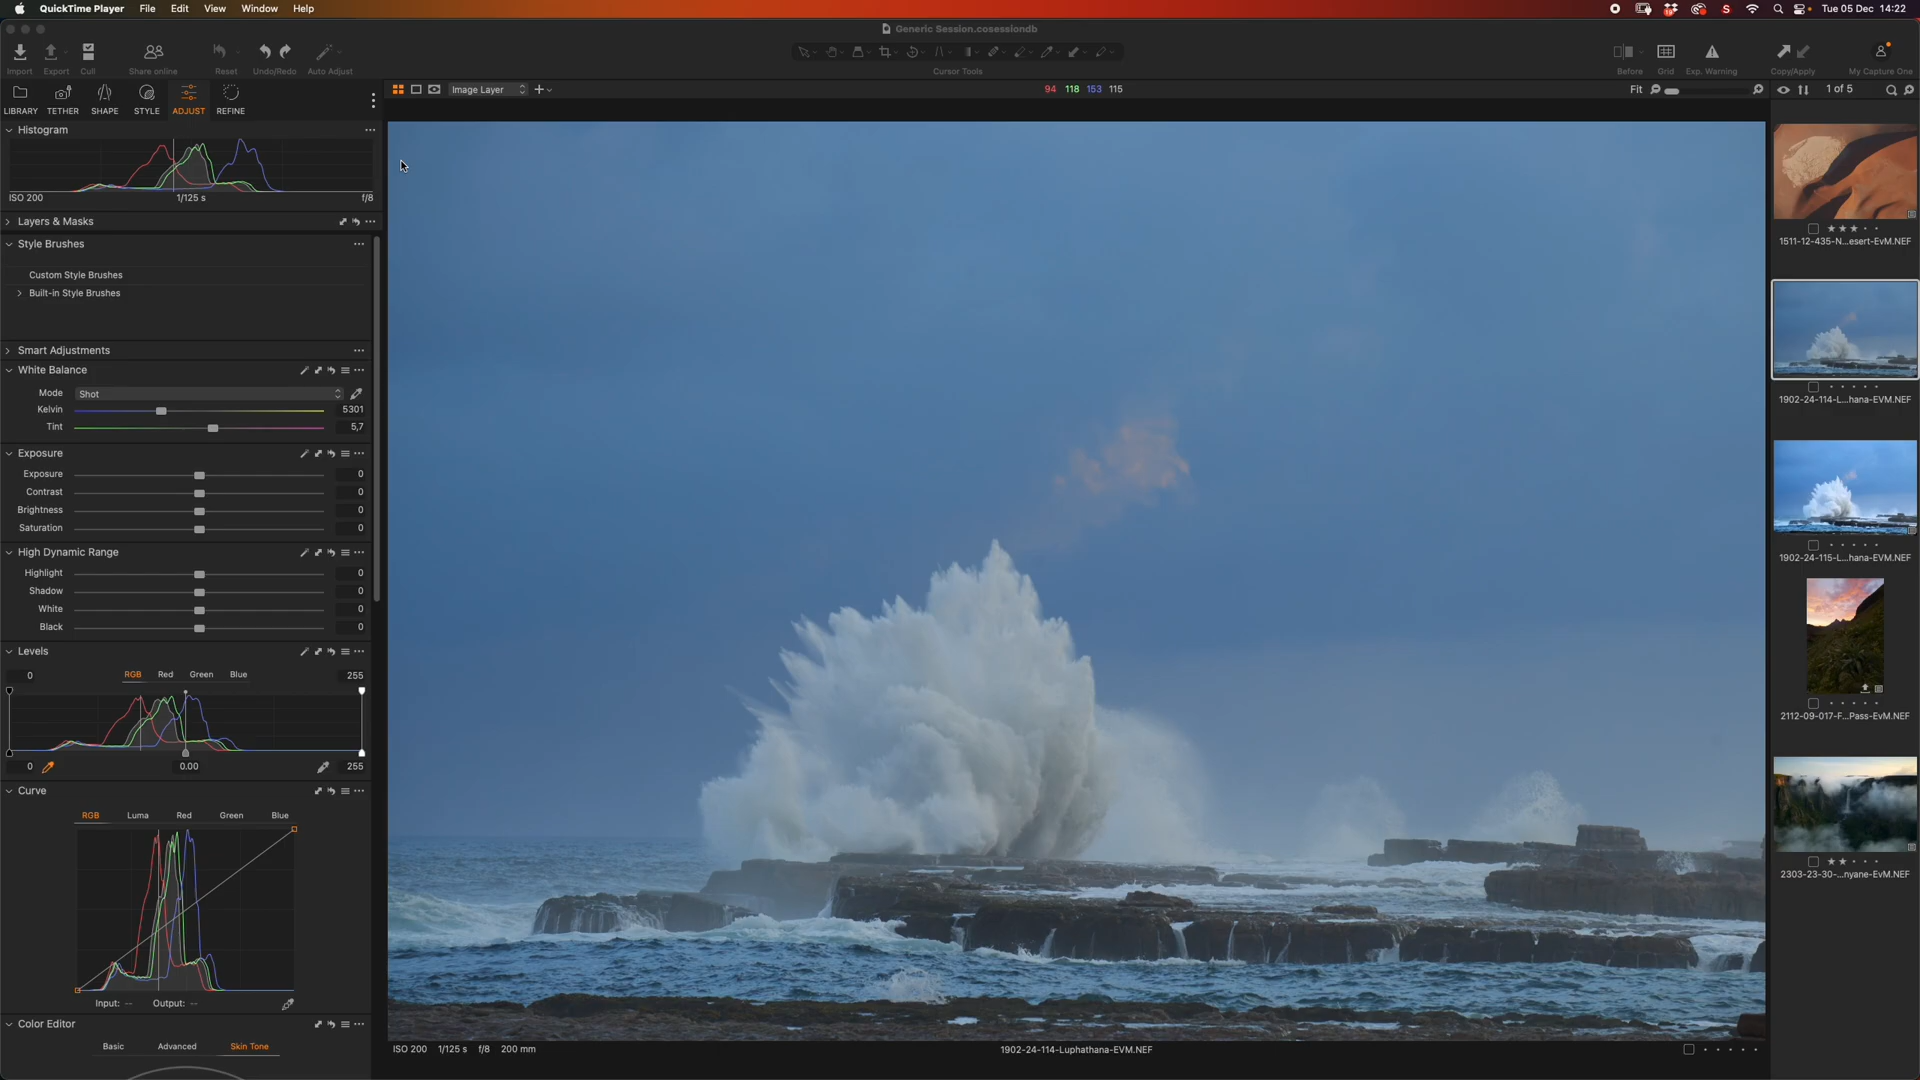 QuickTime Player File Edit View Window Help
Tue 05 Dec 14:22
Generic Session.cosessiondb
Import Export Cull Share online Reset Undo/Redo Auto Adjust Cursor Tools Before Grid Exp. Warning Copy/Apply My Capture One
LIBRARY TETHER SHAPE STYLE ADJUST REFINE
Image Layer
94 118 153 115
Fit
1 of 5
Histogram
ISO 200 1/125 s f/8
Layers & Masks
Style Brushes
Custom Style Brushes
Built-in Style Brushes
Smart Adjustments
White Balance
Mode Shot
Kelvin 5301
Tint 5,7
Exposure
Exposure 0
Contrast 0
Brightness 0
Saturation 0
High Dynamic Range
Highlight 0
Shadow 0
White 0
Black 0
Levels
0 RGB Red Green Blue 255
0 0.00 255
Curve
RGB Luma Red Green Blue
Input: -- Output: --
Color Editor
Basic Advanced Skin Tone
ISO 200 1/125 s f/8 200 mm
1902-24-114-Luphathana-EVM.NEF
1511-12-435-N...esert-EvM.NEF
1902-24-114-L...hana-EVM.NEF
1902-24-115-L...hana-EVM.NEF
2112-09-017-F...Pass-EvM.NEF
2303-23-30-...nyane-EvM.NEF